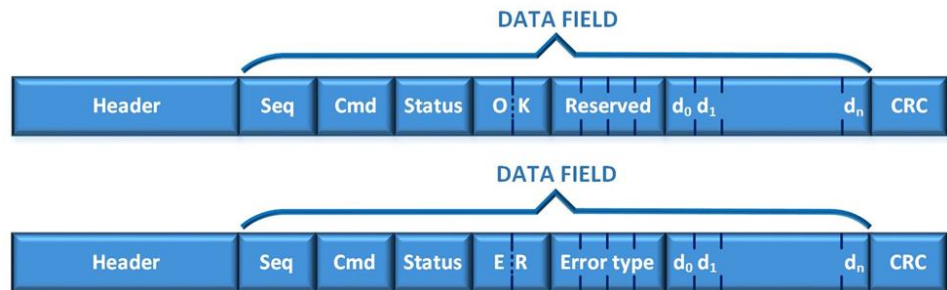 DATA FIELD
Header Seq Cmd Status O K Reserved d₀ d₁ dₙ CRC
DATA FIELD
Header Seq Cmd Status E R Error type d₀ d₁ dₙ CRC